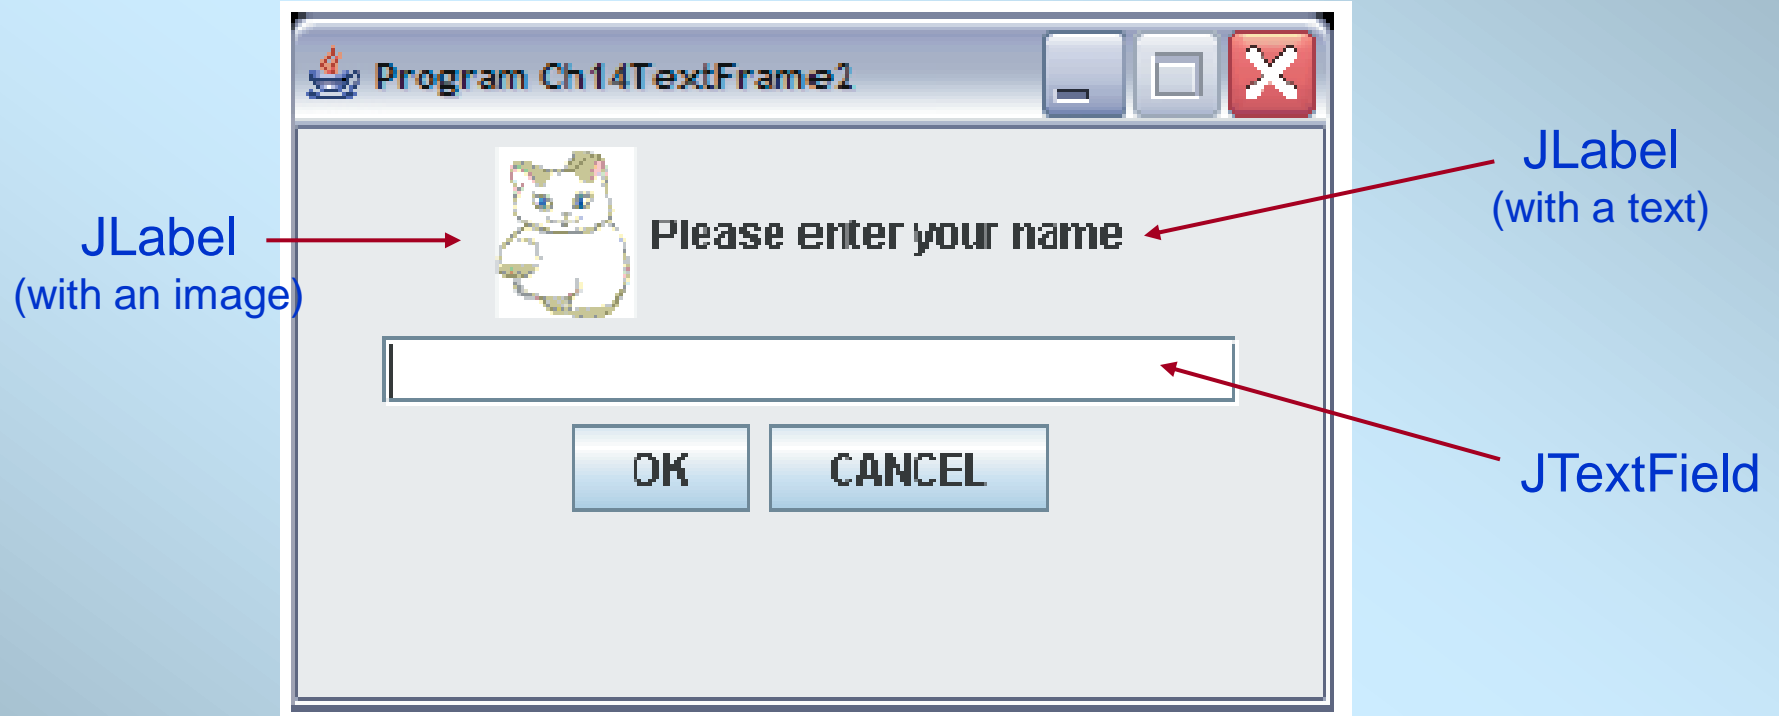 Program Ch14TextFrame2
JLabel
(with a text)
JLabel
(with an image)
Please enter your name
OK
CANCEL
JTextField